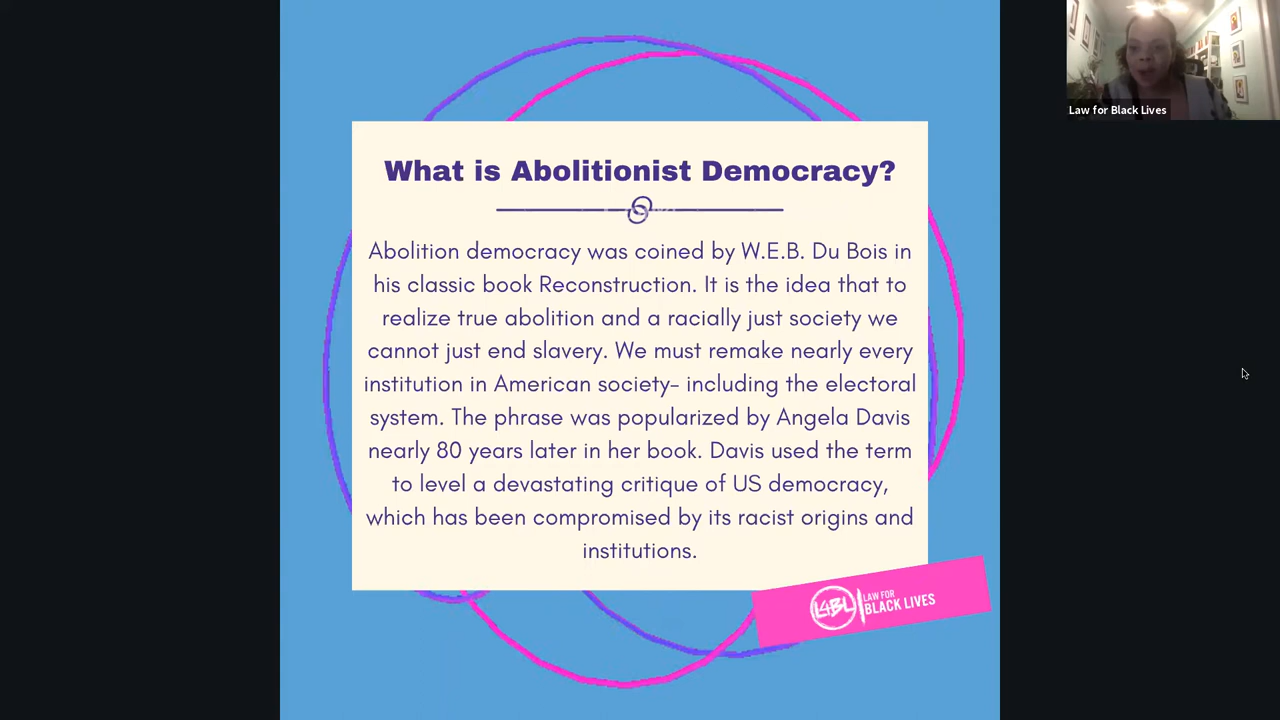 What is Abolitionist Democracy?
Abolition democracy was coined by W.E.B. Du Bois in
his classic book Reconstruction. It is the idea that to
realize true abolition and a racially just society we
cannot just end slavery. We must remake nearly every
institution in American society- including the electoral
system. The phrase was popularized by Angela Davis
nearly 80 years later in her book. Davis used the term
to level a devastating critique of US democracy,
which has been compromised by its racist origins and
institutions.
L4BL
LAW FOR
BLACK LIVES
Law for Black Lives